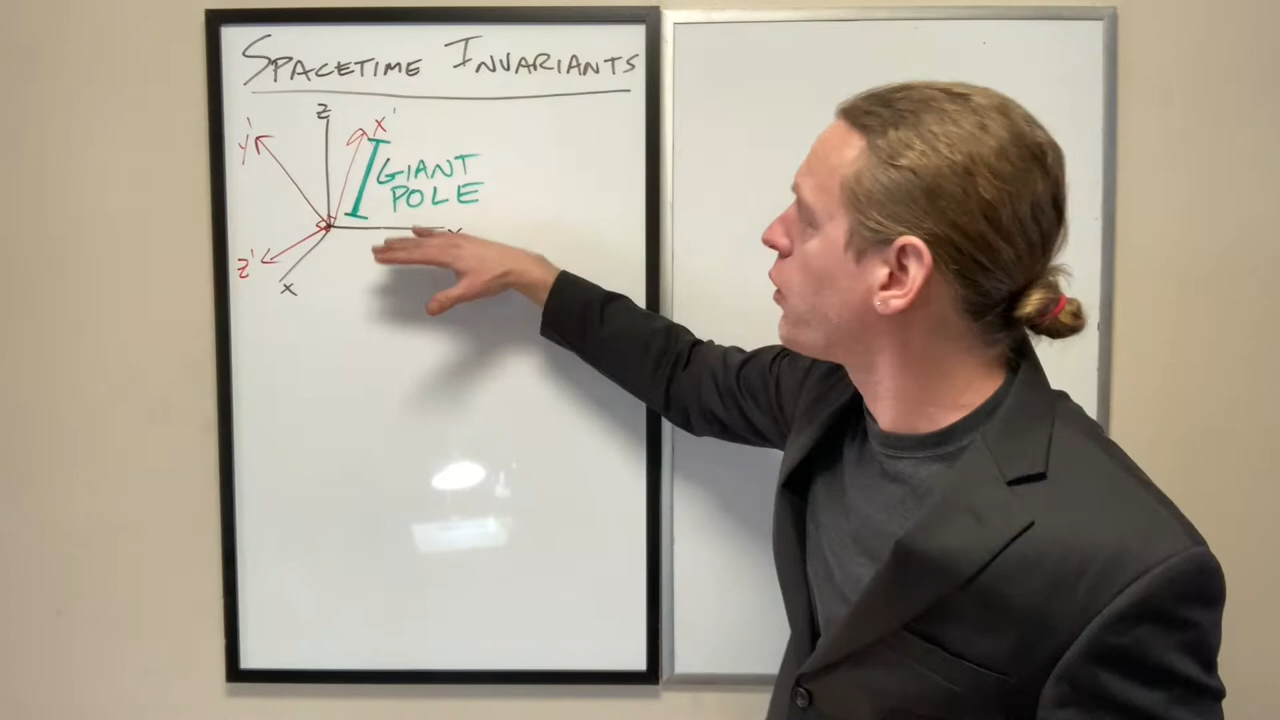 SPACETIME INVARIANTS
z
y'
x'
GIANT
POLE
z'
x